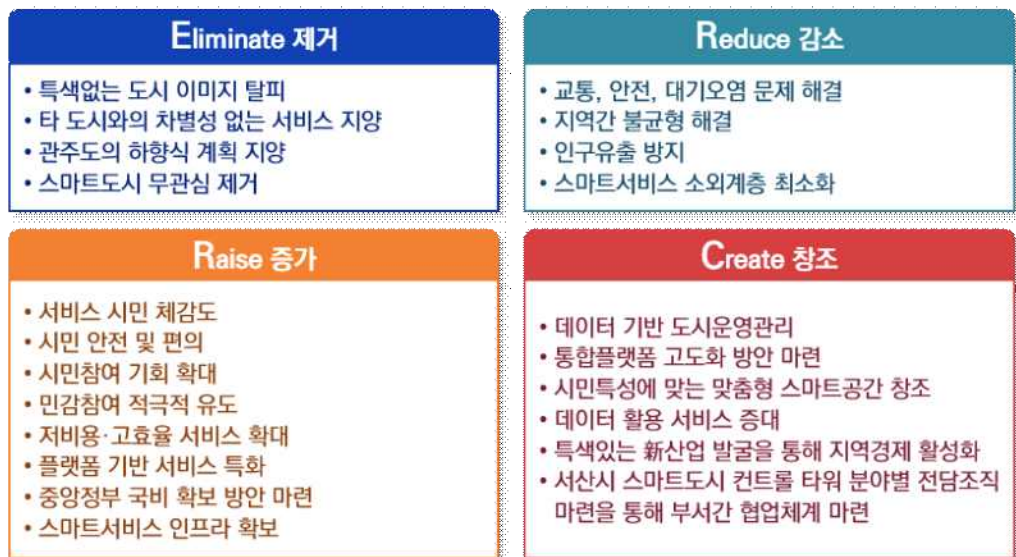 Eliminate 제거
• 특색없는 도시 이미지 탈피
• 타 도시와의 차별성 없는 서비스 지양
• 관주도의 하향식 계획 지양
• 스마트도시 무관심 제거
Reduce 감소
• 교통, 안전, 대기오염 문제 해결
• 지역간 불균형 해결
• 인구유출 방지
• 스마트서비스 소외계층 최소화
Raise 증가
• 서비스 시민 체감도
• 시민 안전 및 편의
• 시민참여 기회 확대
• 민감참여 적극적 유도
• 저비용·고효율 서비스 확대
• 플랫폼 기반 서비스 특화
• 중앙정부 국비 확보 방안 마련
• 스마트서비스 인프라 확보
Create 창조
• 데이터 기반 도시운영관리
• 통합플랫폼 고도화 방안 마련
• 시민특성에 맞는 맞춤형 스마트공간 창조
• 데이터 활용 서비스 증대
• 특색있는 新산업 발굴을 통해 지역경제 활성화
• 서산시 스마트도시 컨트롤 타워 분야별 전담조직
마련을 통해 부서간 협업체계 마련